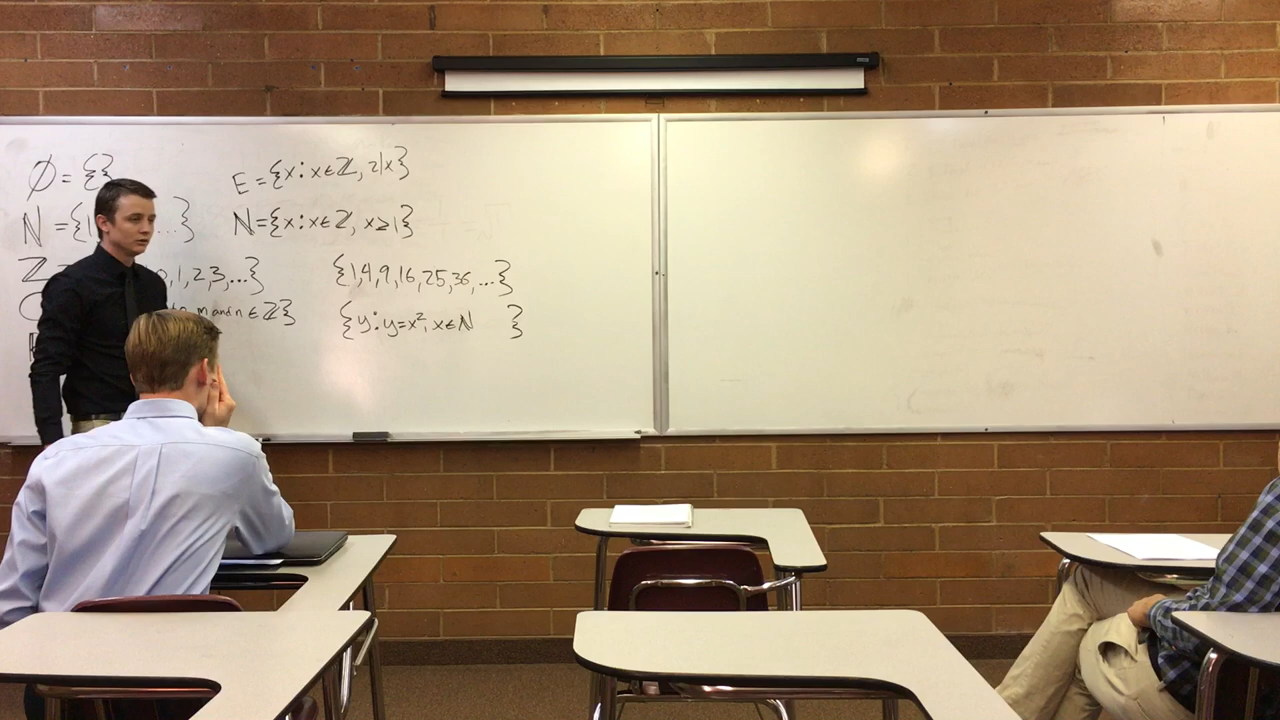 ∅ = {}
E = {x : x ∈ ℤ, 2|x}
ℕ = {1 ...}
ℕ = {x : x ∈ ℤ, x ≥ 1}
ℤ 0, 1, 2, 3, ...}
{1, 4, 9, 16, 25, 36, ...}
m and n ∈ ℤ}
{y : y = x², x ∈ ℕ }